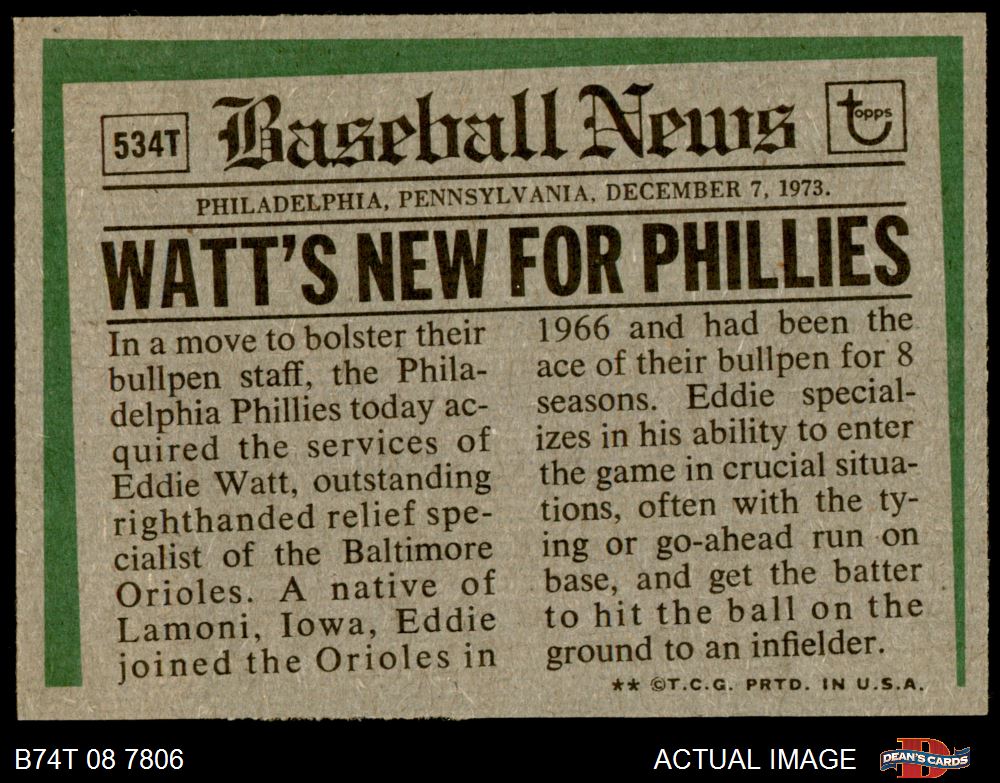 534T
Baseball News
topps
PHILADELPHIA, PENNSYLVANIA, DECEMBER 7, 1973.
WATT'S NEW FOR PHILLIES
In a move to bolster their
bullpen staff, the Phila-
delphia Phillies today ac-
quired the services of
Eddie Watt, outstanding
righthanded relief spe-
cialist of the Baltimore
Orioles. A native of
Lamoni, Iowa, Eddie
joined the Orioles in
1966 and had been the
ace of their bullpen for 8
seasons. Eddie special-
izes in his ability to enter
the game in crucial situa-
tions, often with the ty-
ing or go-ahead run on
base, and get the batter
to hit the ball on the
ground to an infielder.
** ©T.C.G. PRTD. IN U.S.A.
B74T 08 7806
ACTUAL IMAGE
DEAN'S CARDS